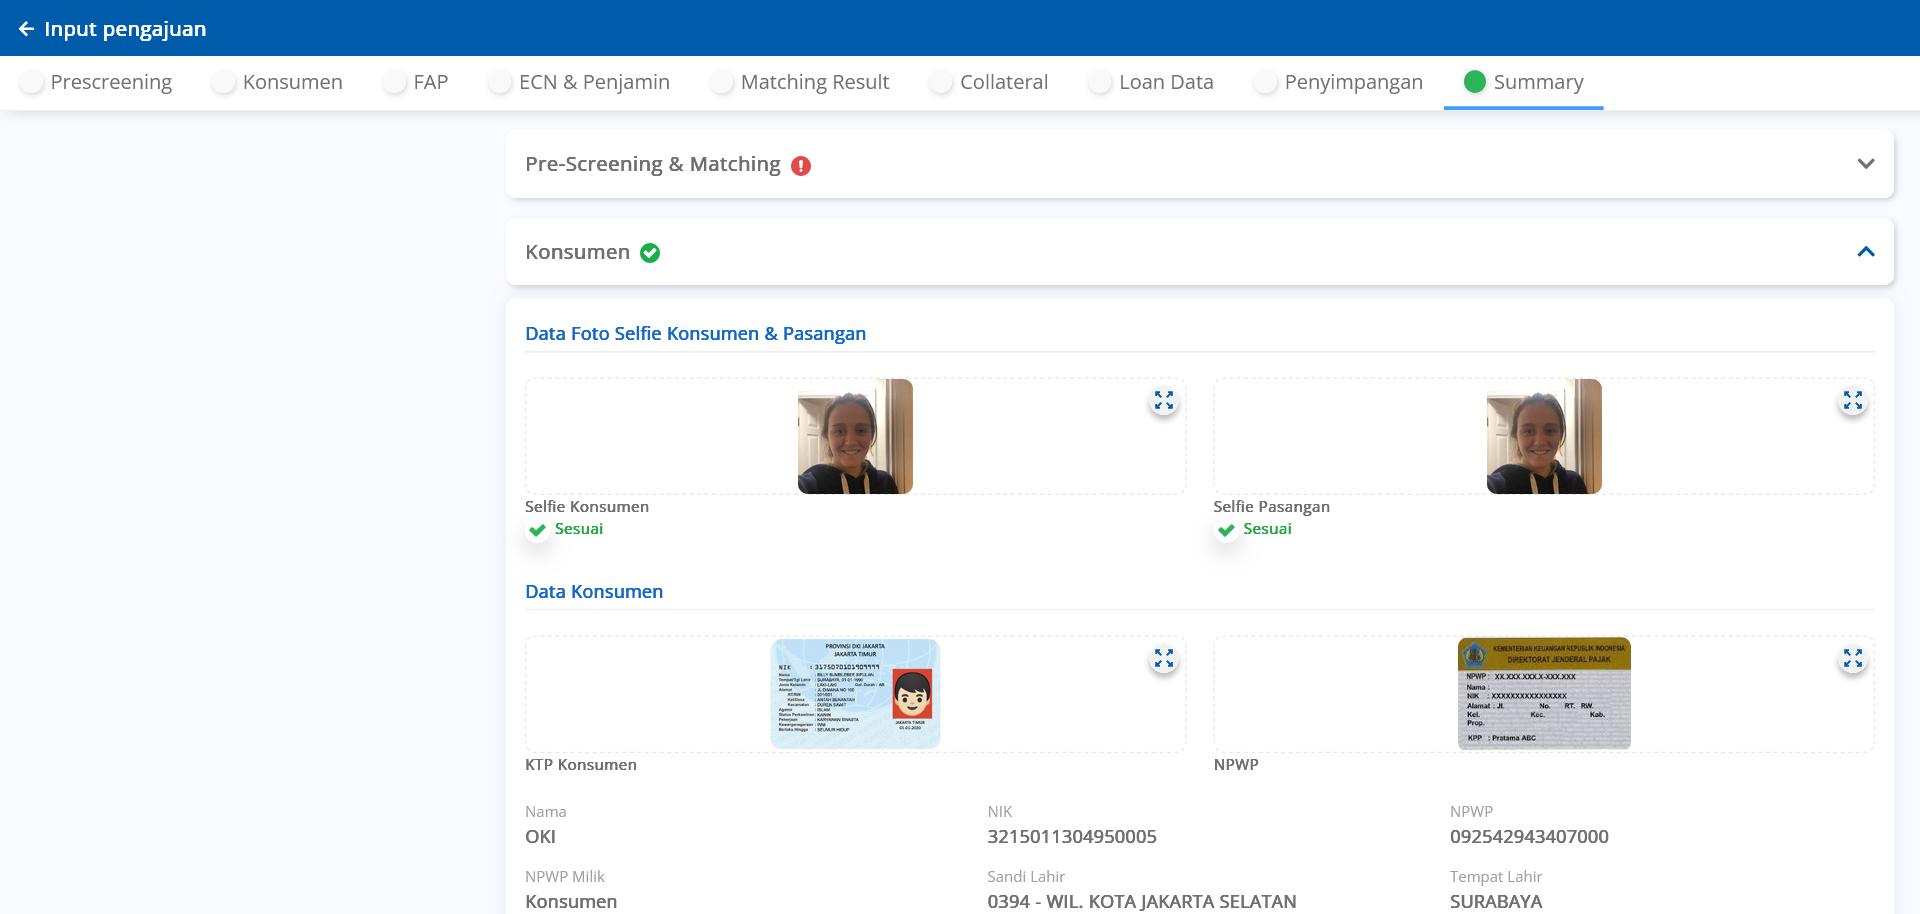 Input pengajuan
Prescreening
Konsumen
FAP
ECN & Penjamin
Matching Result
Collateral
Loan Data
Penyimpangan
Summary
Pre-Screening & Matching
Konsumen
Data Foto Selfie Konsumen & Pasangan
Selfie Konsumen
Sesuai
Selfie Pasangan
Sesuai
Data Konsumen
PROVINSI DKI JAKARTA
JAKARTA TIMUR
NIK : 3175070101909999
JAKARTA TIMUR
KTP Konsumen
KEMENTERIAN KEUANGAN REPUBLIK INDONESIA
DIREKTORAT JENDERAL PAJAK
NPWP : XX.XXX.XXX.X-XXX.XXX
Nama :
NIK : XXXXXXXXXXXXXXXX
Alamat : Jl. No. RT. RW.
Kel. Kec. Kab.
Prop.
KPP : Pratama ABC
NPWP
Nama
OKI
NIK
3215011304950005
NPWP
092542943407000
NPWP Milik
Konsumen
Sandi Lahir
0394 - WIL. KOTA JAKARTA SELATAN
Tempat Lahir
SURABAYA